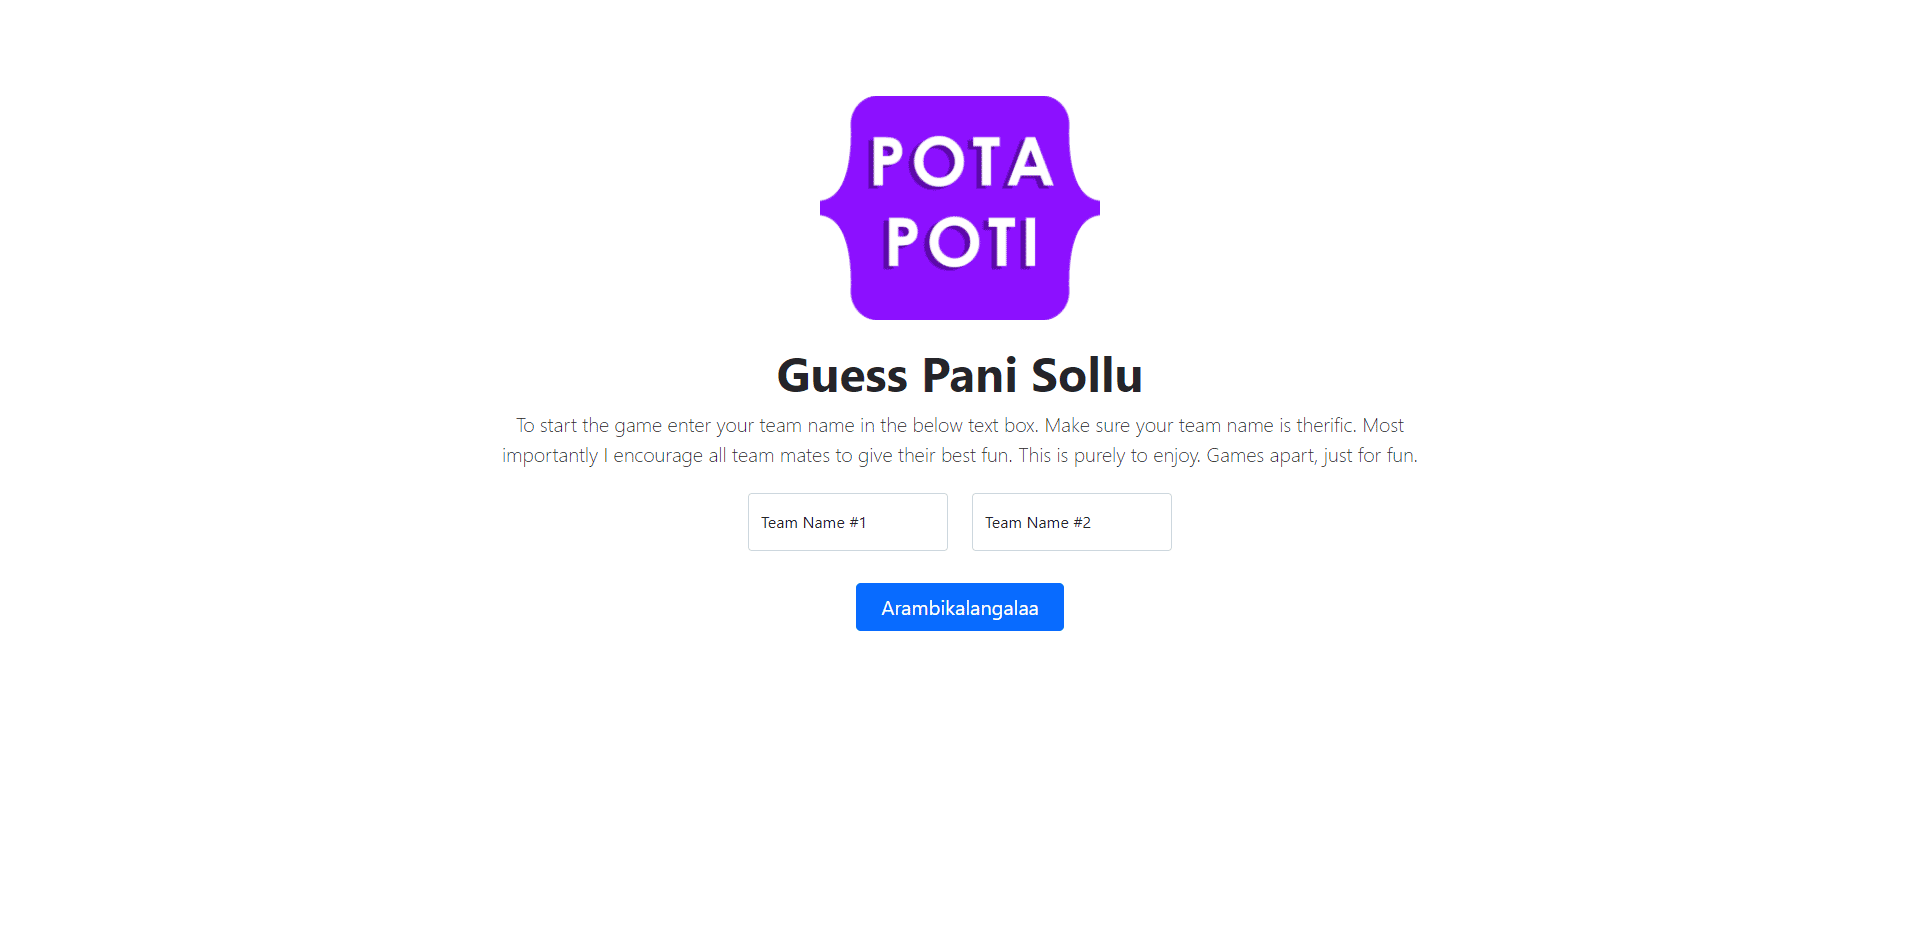 POTA
POTI
Guess Pani Sollu
To start the game enter your team name in the below text box. Make sure your team name is therific. Most
importantly I encourage all team mates to give their best fun. This is purely to enjoy. Games apart, just for fun.
Team Name #1
Team Name #2
Arambikalangalaa